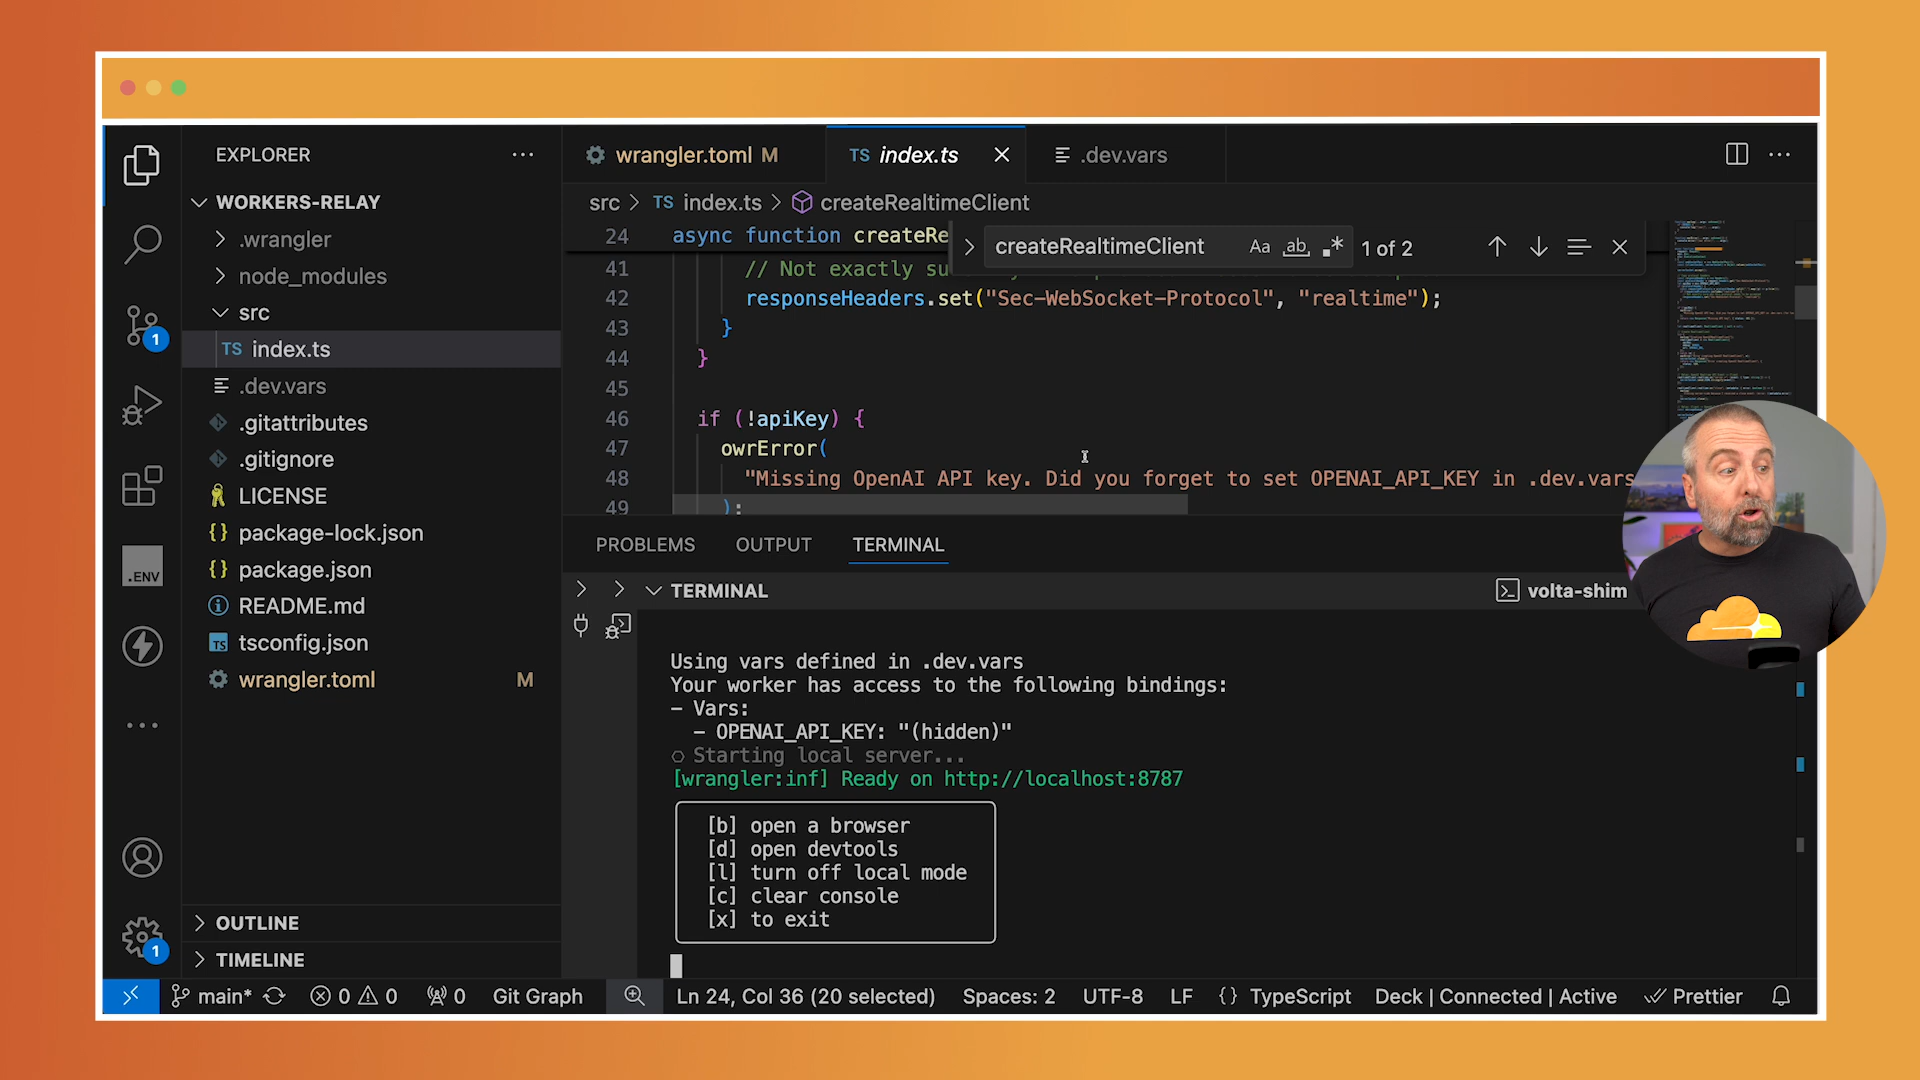 EXPLORER
WORKERS-RELAY
.wrangler
node_modules
src
TS index.ts
.dev.vars
.gitattributes
.gitignore
LICENSE
{} package-lock.json
{} package.json
README.md
TS tsconfig.json
wrangler.toml M
OUTLINE
TIMELINE
1
.ENV
1
wrangler.toml M
TS index.ts
.dev.vars
src > TS index.ts > createRealtimeClient
createRealtimeClient Aa ab .* 1 of 2
24 async function createRe
41 // Not exactly su
42 responseHeaders.set("Sec-WebSocket-Protocol", "realtime");
43 }
44 }
45
46 if (!apiKey) {
47 owrError(
48 "Missing OpenAI API key. Did you forget to set OPENAI_API_KEY in .dev.vars
49 );
PROBLEMS OUTPUT TERMINAL
TERMINAL volta-shim
Using vars defined in .dev.vars
Your worker has access to the following bindings:
- Vars:
- OPENAI_API_KEY: "(hidden)"
Starting local server...
[wrangler:inf] Ready on http://localhost:8787
[b] open a browser
[d] open devtools
[l] turn off local mode
[c] clear console
[x] to exit
main* 0 0 0 Git Graph Ln 24, Col 36 (20 selected) Spaces: 2 UTF-8 LF {} TypeScript Deck | Connected | Active Prettier